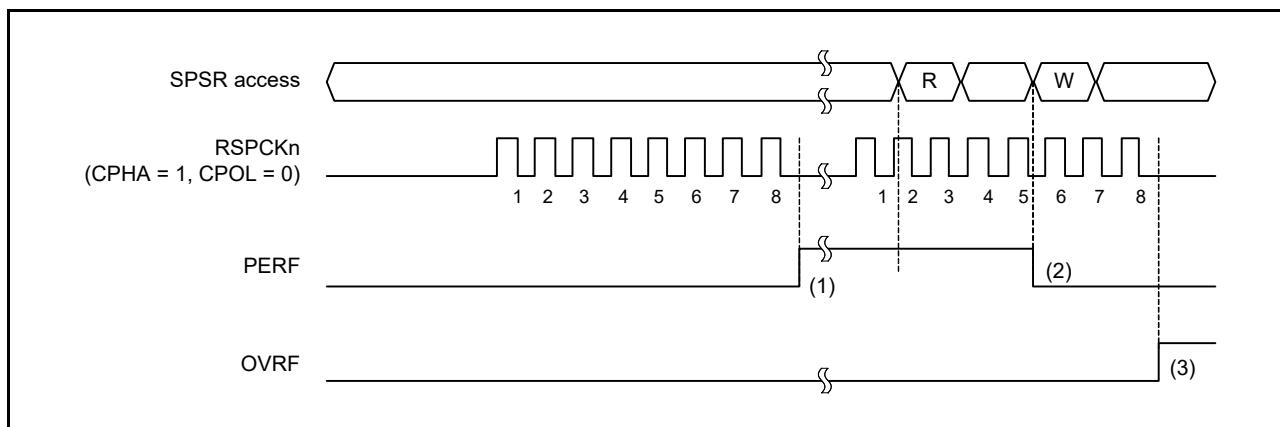 SPSR access
R
W
RSPCKn
(CPHA = 1, CPOL = 0)
1 2 3 4 5 6 7 8 1 2 3 4 5 6 7 8
PERF
(1)
(2)
OVRF
(3)